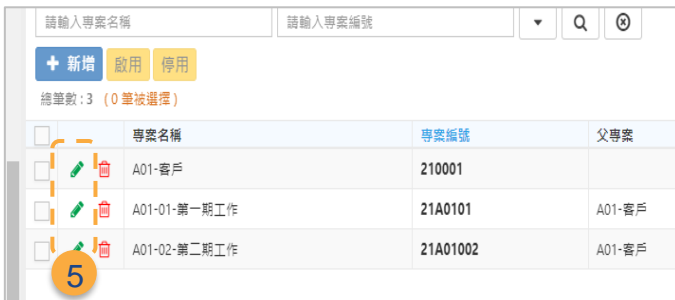 請輸入專案名稱 請輸入專案編號
新增 啟用 停用
總筆數:3 (0 筆被選擇)
專案名稱 專案編號 父專案
A01-客戶 210001
A01-01-第一期工作 21A0101 A01-客戶
A01-02-第二期工作 21A01002 A01-客戶
5